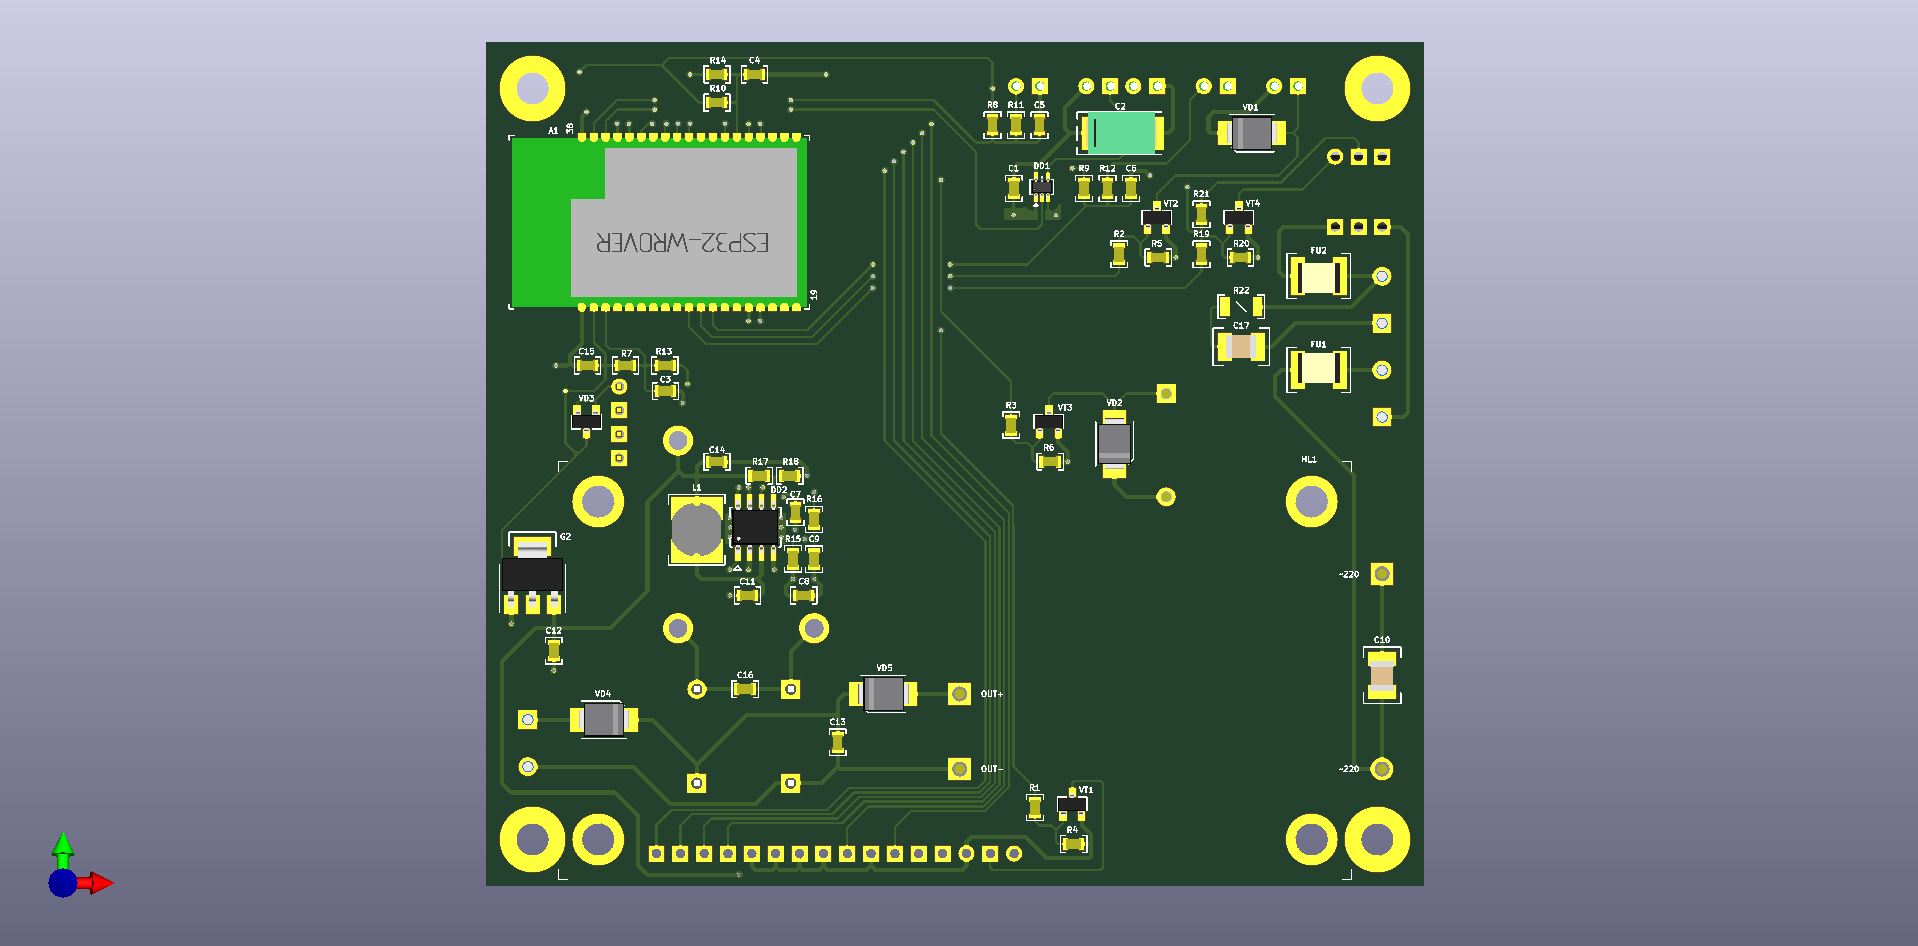 R14 C4
R10
R8 R11 C5
C2
VD1
A1
38
C1 DD1
R9 R12 C6
VT2
R21
VT4
ESP32-WROVER
R2 R5
R19 R20
FU2
R22
19
C17
FU1
C15 R7 R13
C3
VD3
R3 VT3
VD2
R6
C14
R17 R18
HL1
L1
DD2
C7
R16
G2
R15 C9
~220
C11 C8
C12
C10
C16
VD5
OUT+
VD4
C13
OUT-
~220
R1 VT1
R4